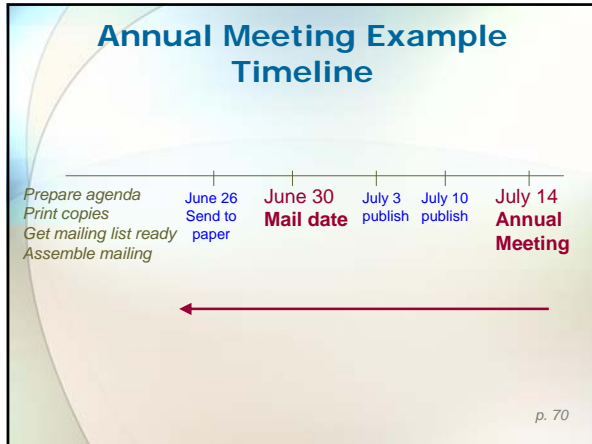 Annual Meeting Example
Timeline
Prepare agenda
Print copies
Get mailing list ready
Assemble mailing
June 26
Send to
paper
June 30
Mail date
July 3
publish
July 10
publish
July 14
Annual
Meeting
p. 70